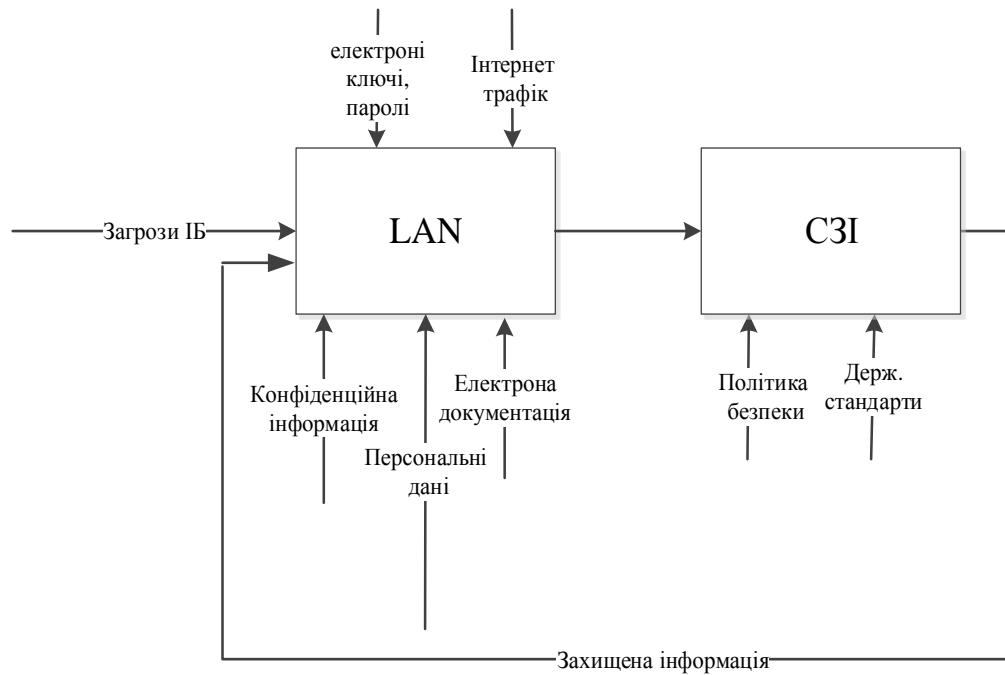 електроні
ключі,
паролі
Інтернет
трафік
Загрози ІБ
LAN
СЗІ
Конфіденційна
інформація
Електрона
документація
Персональні
дані
Політика
безпеки
Держ.
стандарти
Захищена інформація